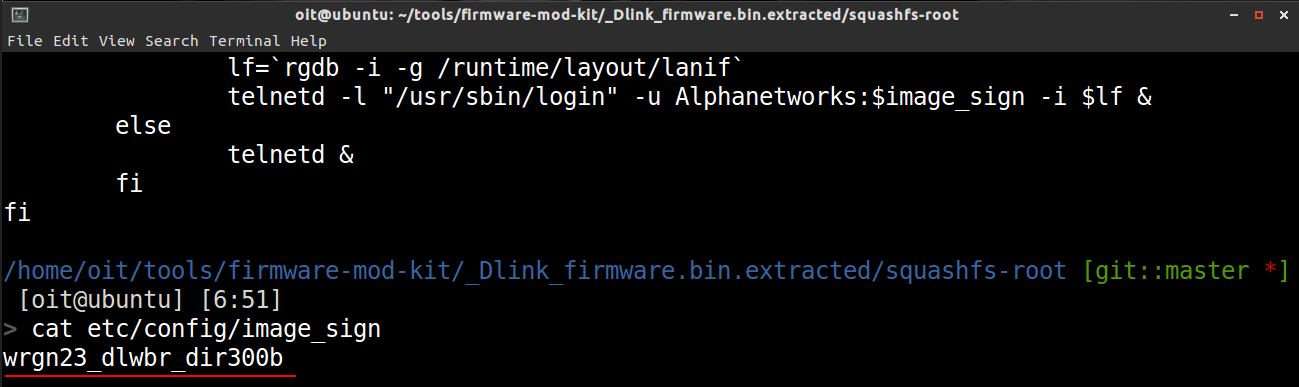 oit@ubuntu: ~/tools/firmware-mod-kit/_Dlink_firmware.bin.extracted/squashfs-root
File Edit View Search Terminal Help
lf=`rgdb -i -g /runtime/layout/lanif`
telnetd -l "/usr/sbin/login" -u Alphanetworks:$image_sign -i $lf &
else
telnetd &
fi
fi
/home/oit/tools/firmware-mod-kit/_Dlink_firmware.bin.extracted/squashfs-root [git::master *]
[oit@ubuntu] [6:51]
> cat etc/config/image_sign
wrgn23_dlwbr_dir300b